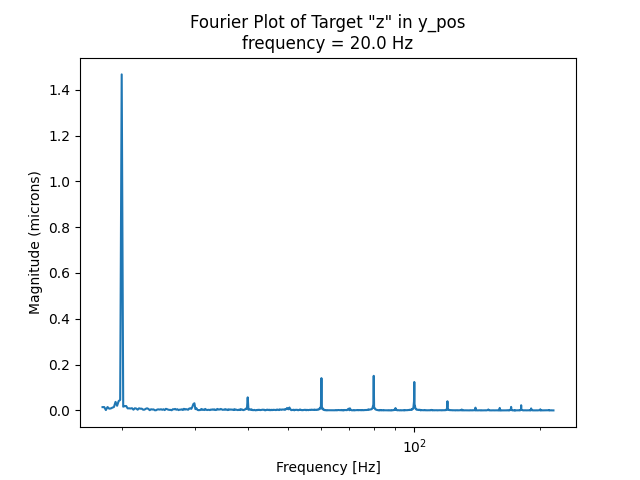 Fourier Plot of Target "z" in y_pos
frequency = 20.0 Hz
1.4
1.2
1.0
0.8
0.6
0.4
0.2
0.0
Magnitude (microns)
10²
Frequency [Hz]